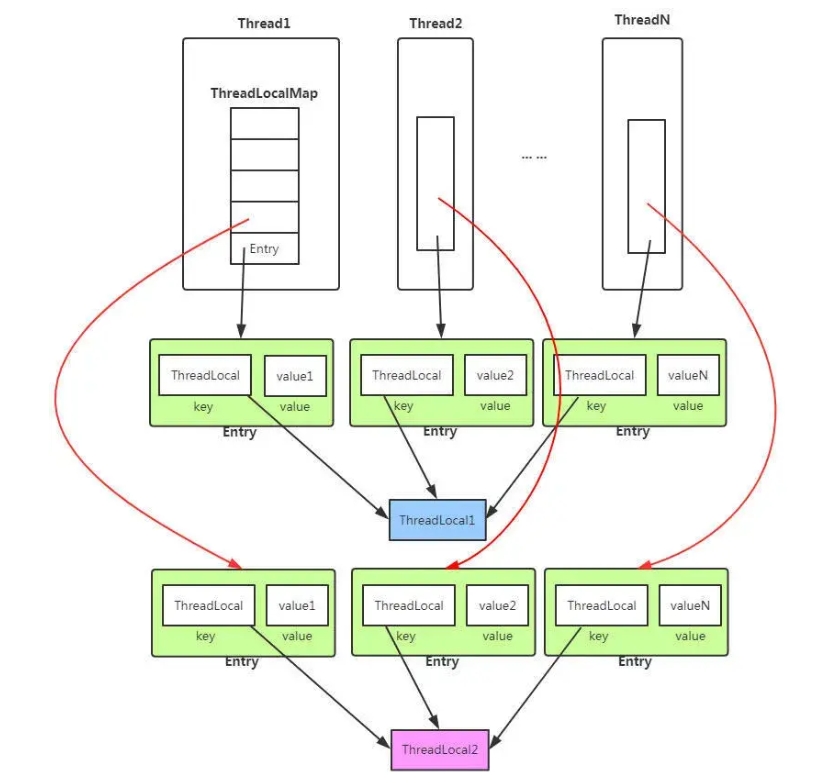 Thread1
Thread2
ThreadN
ThreadLocalMap
... ...
Entry
ThreadLocal
value1
ThreadLocal
value2
ThreadLocal
valueN
key
value
key
value
key
value
Entry
Entry
Entry
ThreadLocal1
ThreadLocal
value1
ThreadLocal
value2
ThreadLocal
valueN
key
value
key
value
key
value
Entry
Entry
Entry
ThreadLocal2